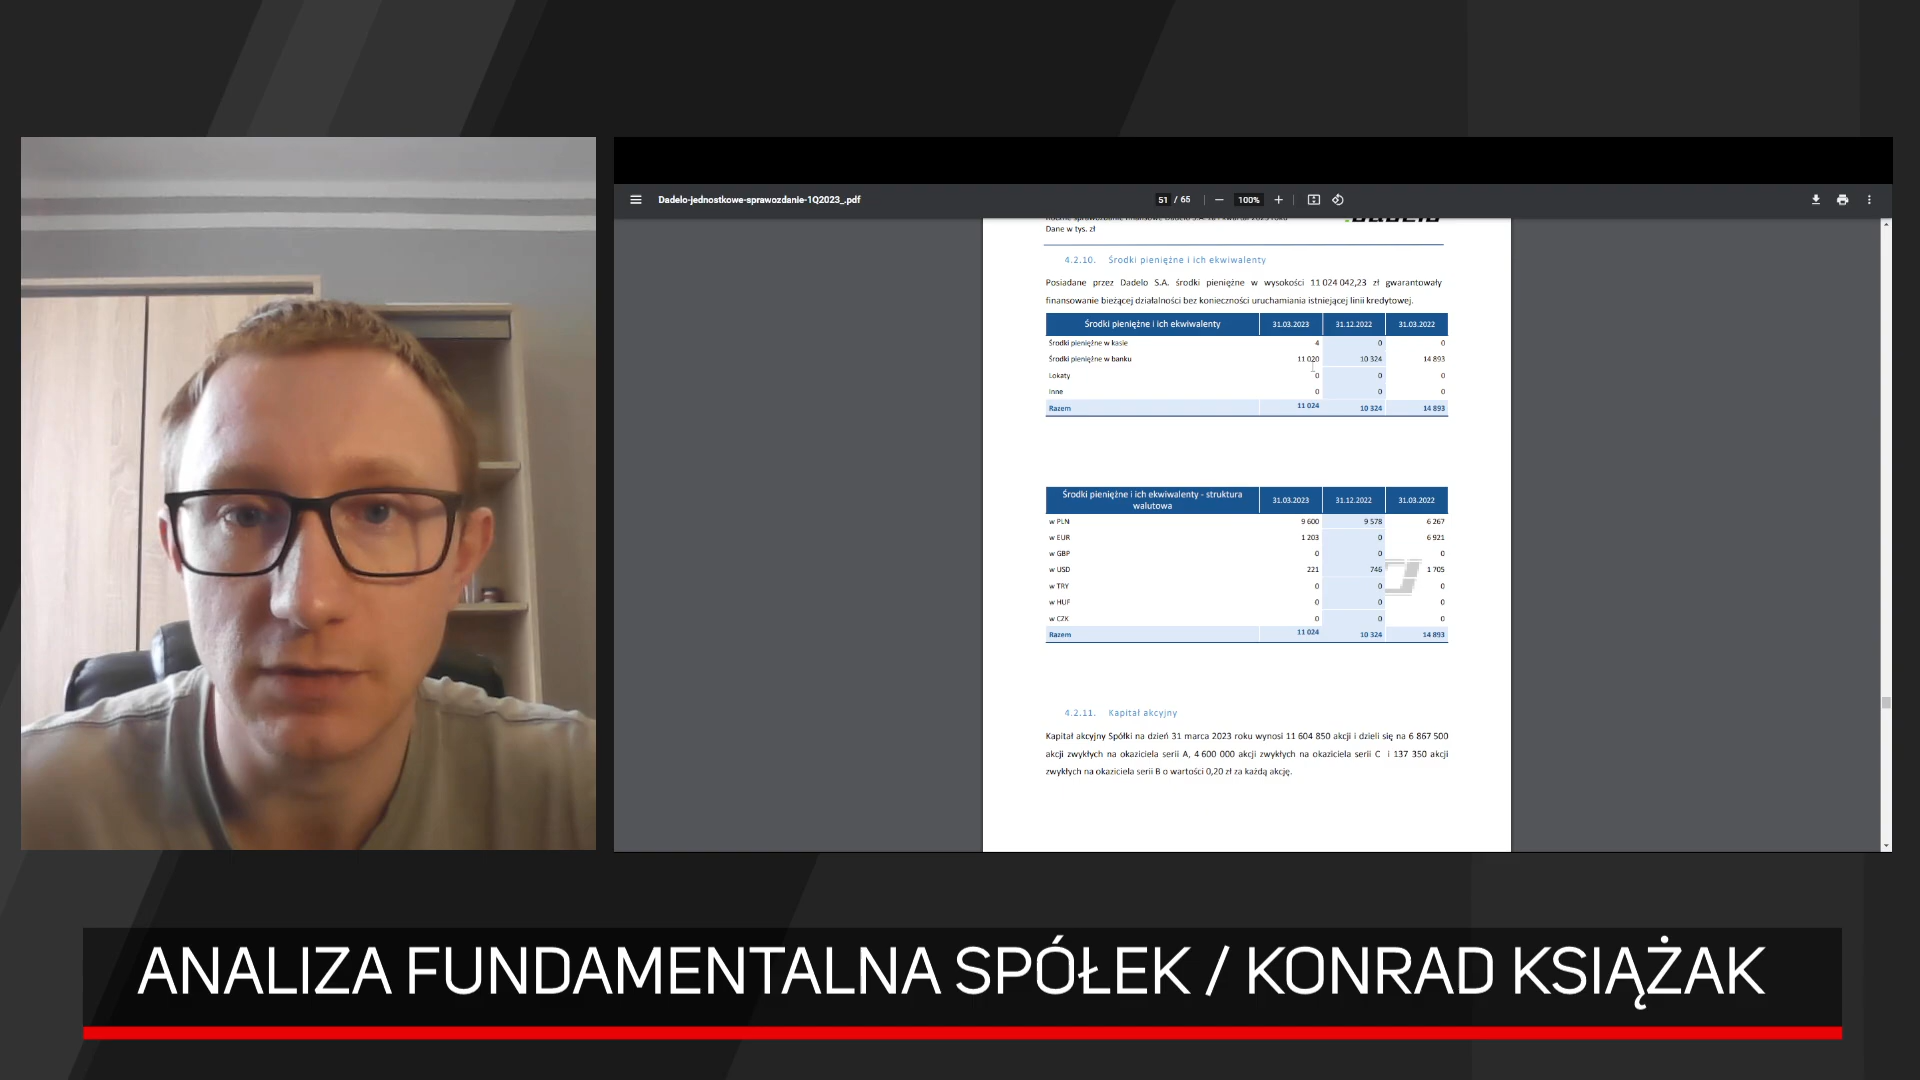 Dadelo-jednostkowe-sprawozdanie-1Q2023_.pdf
51 / 65
100%
Dane w tys. zł
4.2.10. Środki pieniężne i ich ekwiwalenty
Posiadane przez Dadelo S.A. środki pieniężne w wysokości 11 024 042,23 zł gwarantowały
finansowanie bieżącej działalności bez konieczności uruchamiania istniejącej linii kredytowej.
Środki pieniężne i ich ekwiwalenty 31.03.2023 31.12.2022 31.03.2022
Środki pieniężne w kasie 4 0 0
Środki pieniężne w banku 11 020 10 324 14 893
Lokaty 0 0 0
Inne 0 0 0
Razem 11 024 10 324 14 893
Środki pieniężne i ich ekwiwalenty - struktura
walutowa 31.03.2023 31.12.2022 31.03.2022
w PLN 9 600 9 578 6 267
w EUR 1 203 0 6 921
w GBP 0 0 0
w USD 221 746 1 705
w TRY 0 0 0
w HUF 0 0 0
w CZK 0 0 0
Razem 11 024 10 324 14 893
4.2.11. Kapitał akcyjny
Kapitał akcyjny Spółki na dzień 31 marca 2023 roku wynosi 11 604 850 akcji i dzieli się na 6 867 500
akcji zwykłych na okaziciela serii A, 4 600 000 akcji zwykłych na okaziciela serii C i 137 350 akcji
zwykłych na okaziciela serii B o wartości 0,20 zł za każdą akcję.
ANALIZA FUNDAMENTALNA SPÓŁEK / KONRAD KSIĄŻAK